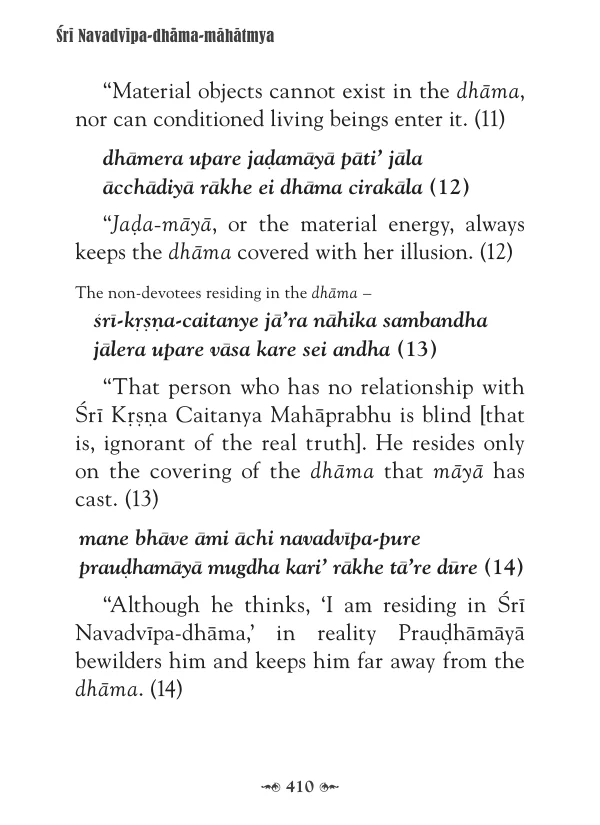 Śrī Navadvīpa-dhāma-māhātmya
“Material objects cannot exist in the dhāma,
nor can conditioned living beings enter it. (11)
dhāmera upare jaḍamāyā pāti’ jāla
ācchādiyā rākhe ei dhāma cirakāla (12)
“Jaḍa-māyā, or the material energy, always
keeps the dhāma covered with her illusion. (12)
The non-devotees residing in the dhāma –
śrī-kṛṣṇa-caitanye jā’ra nāhika sambandha
jālera upare vāsa kare sei andha (13)
“That person who has no relationship with
Śrī Kṛṣṇa Caitanya Mahāprabhu is blind [that
is, ignorant of the real truth]. He resides only
on the covering of the dhāma that māyā has
cast. (13)
mane bhāve āmi āchi navadvīpa-pure
prauḍhamāyā mugdha kari’ rākhe tā’re dūre (14)
“Although he thinks, ‘I am residing in Śrī
Navadvīpa-dhāma,’ in reality Prauḍhāmāyā
bewilders him and keeps him far away from the
dhāma. (14)
410